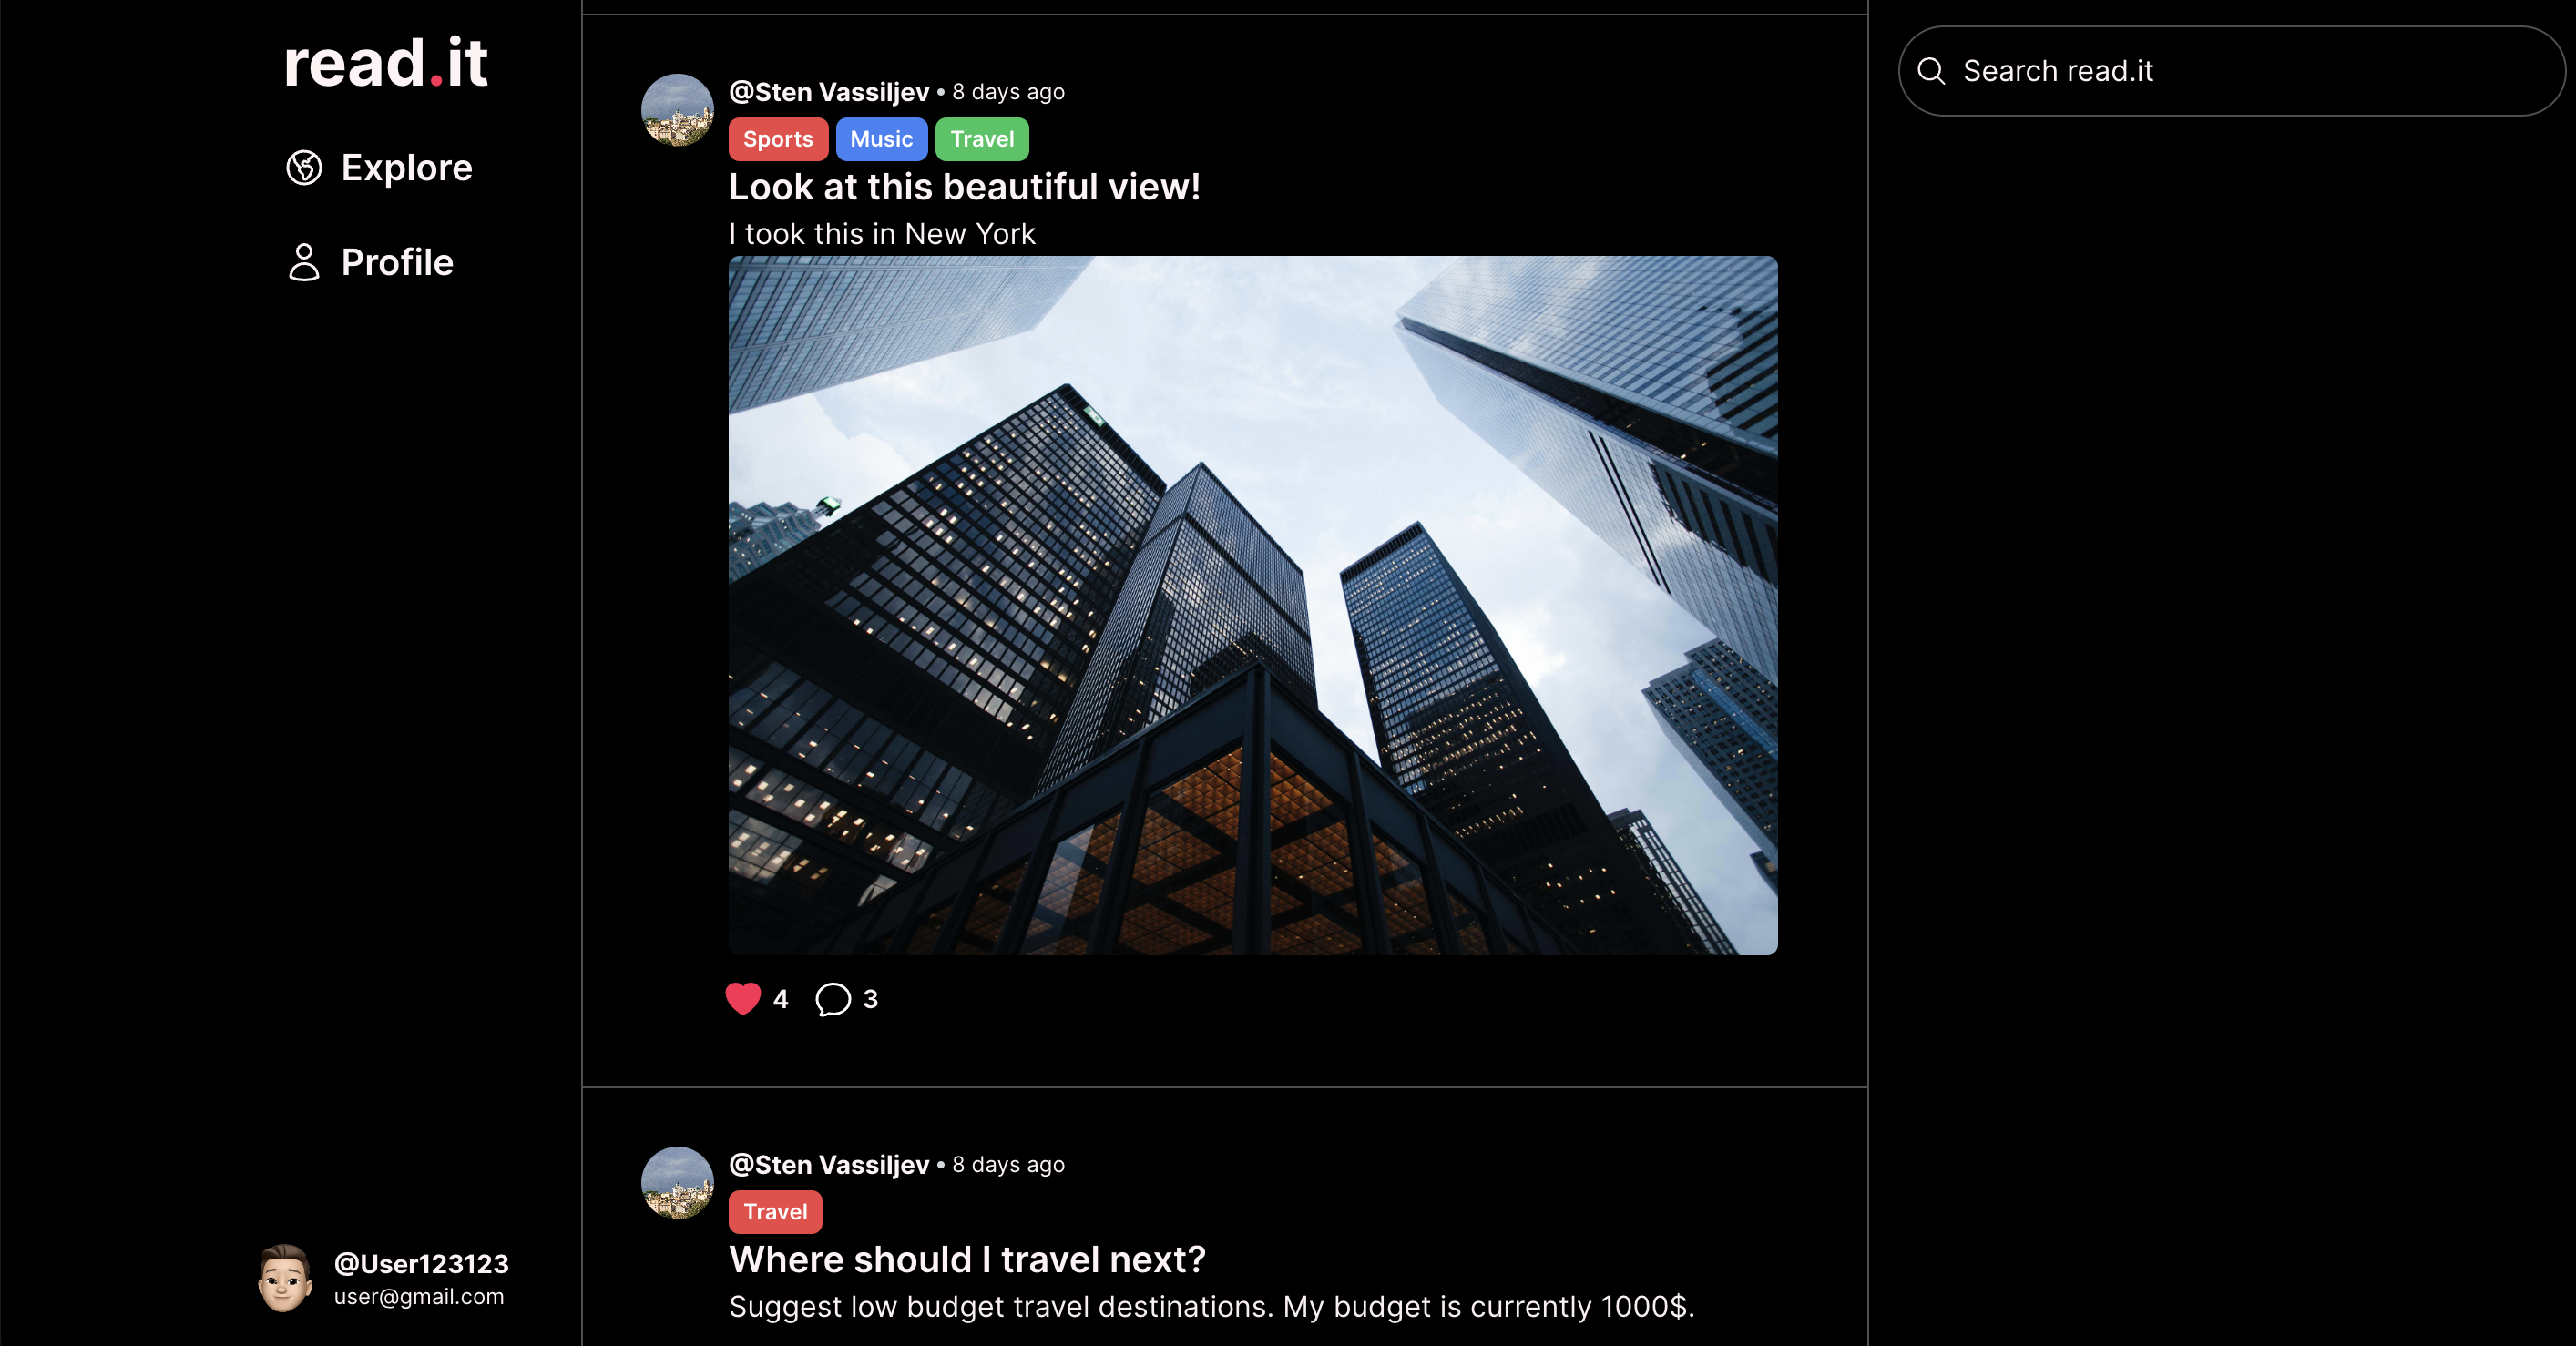 read.it
Explore
Profile
@User123123
user@gmail.com
@Sten Vassiljev • 8 days ago
Sports Music Travel
Look at this beautiful view!
I took this in New York
4 3
@Sten Vassiljev • 8 days ago
Travel
Where should I travel next?
Suggest low budget travel destinations. My budget is currently 1000$.
Search read.it